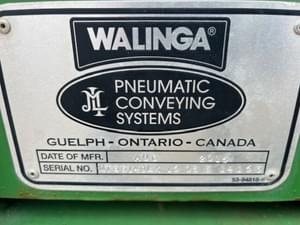 WALINGA®
PNEUMATIC
CONVEYING
SYSTEMS
GUELPH - ONTARIO - CANADA
DATE OF MFR.
SERIAL NO.